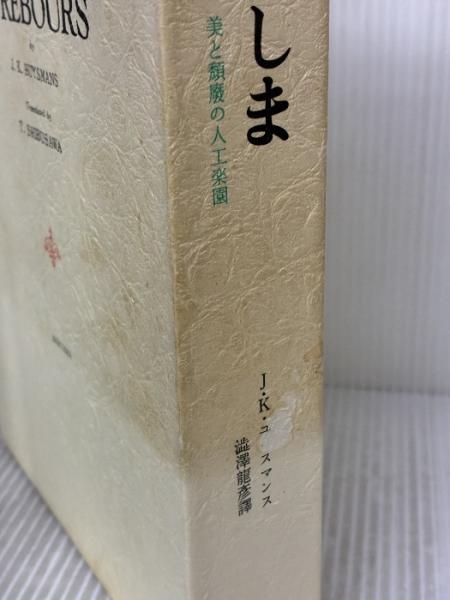 REBOURS
by
J. K. HUYSMANS
Translated by
T. SHIBUSAWA
しま
美と頽廃の人工楽園
J・K・ユ スマンス
澁澤龍彥譯